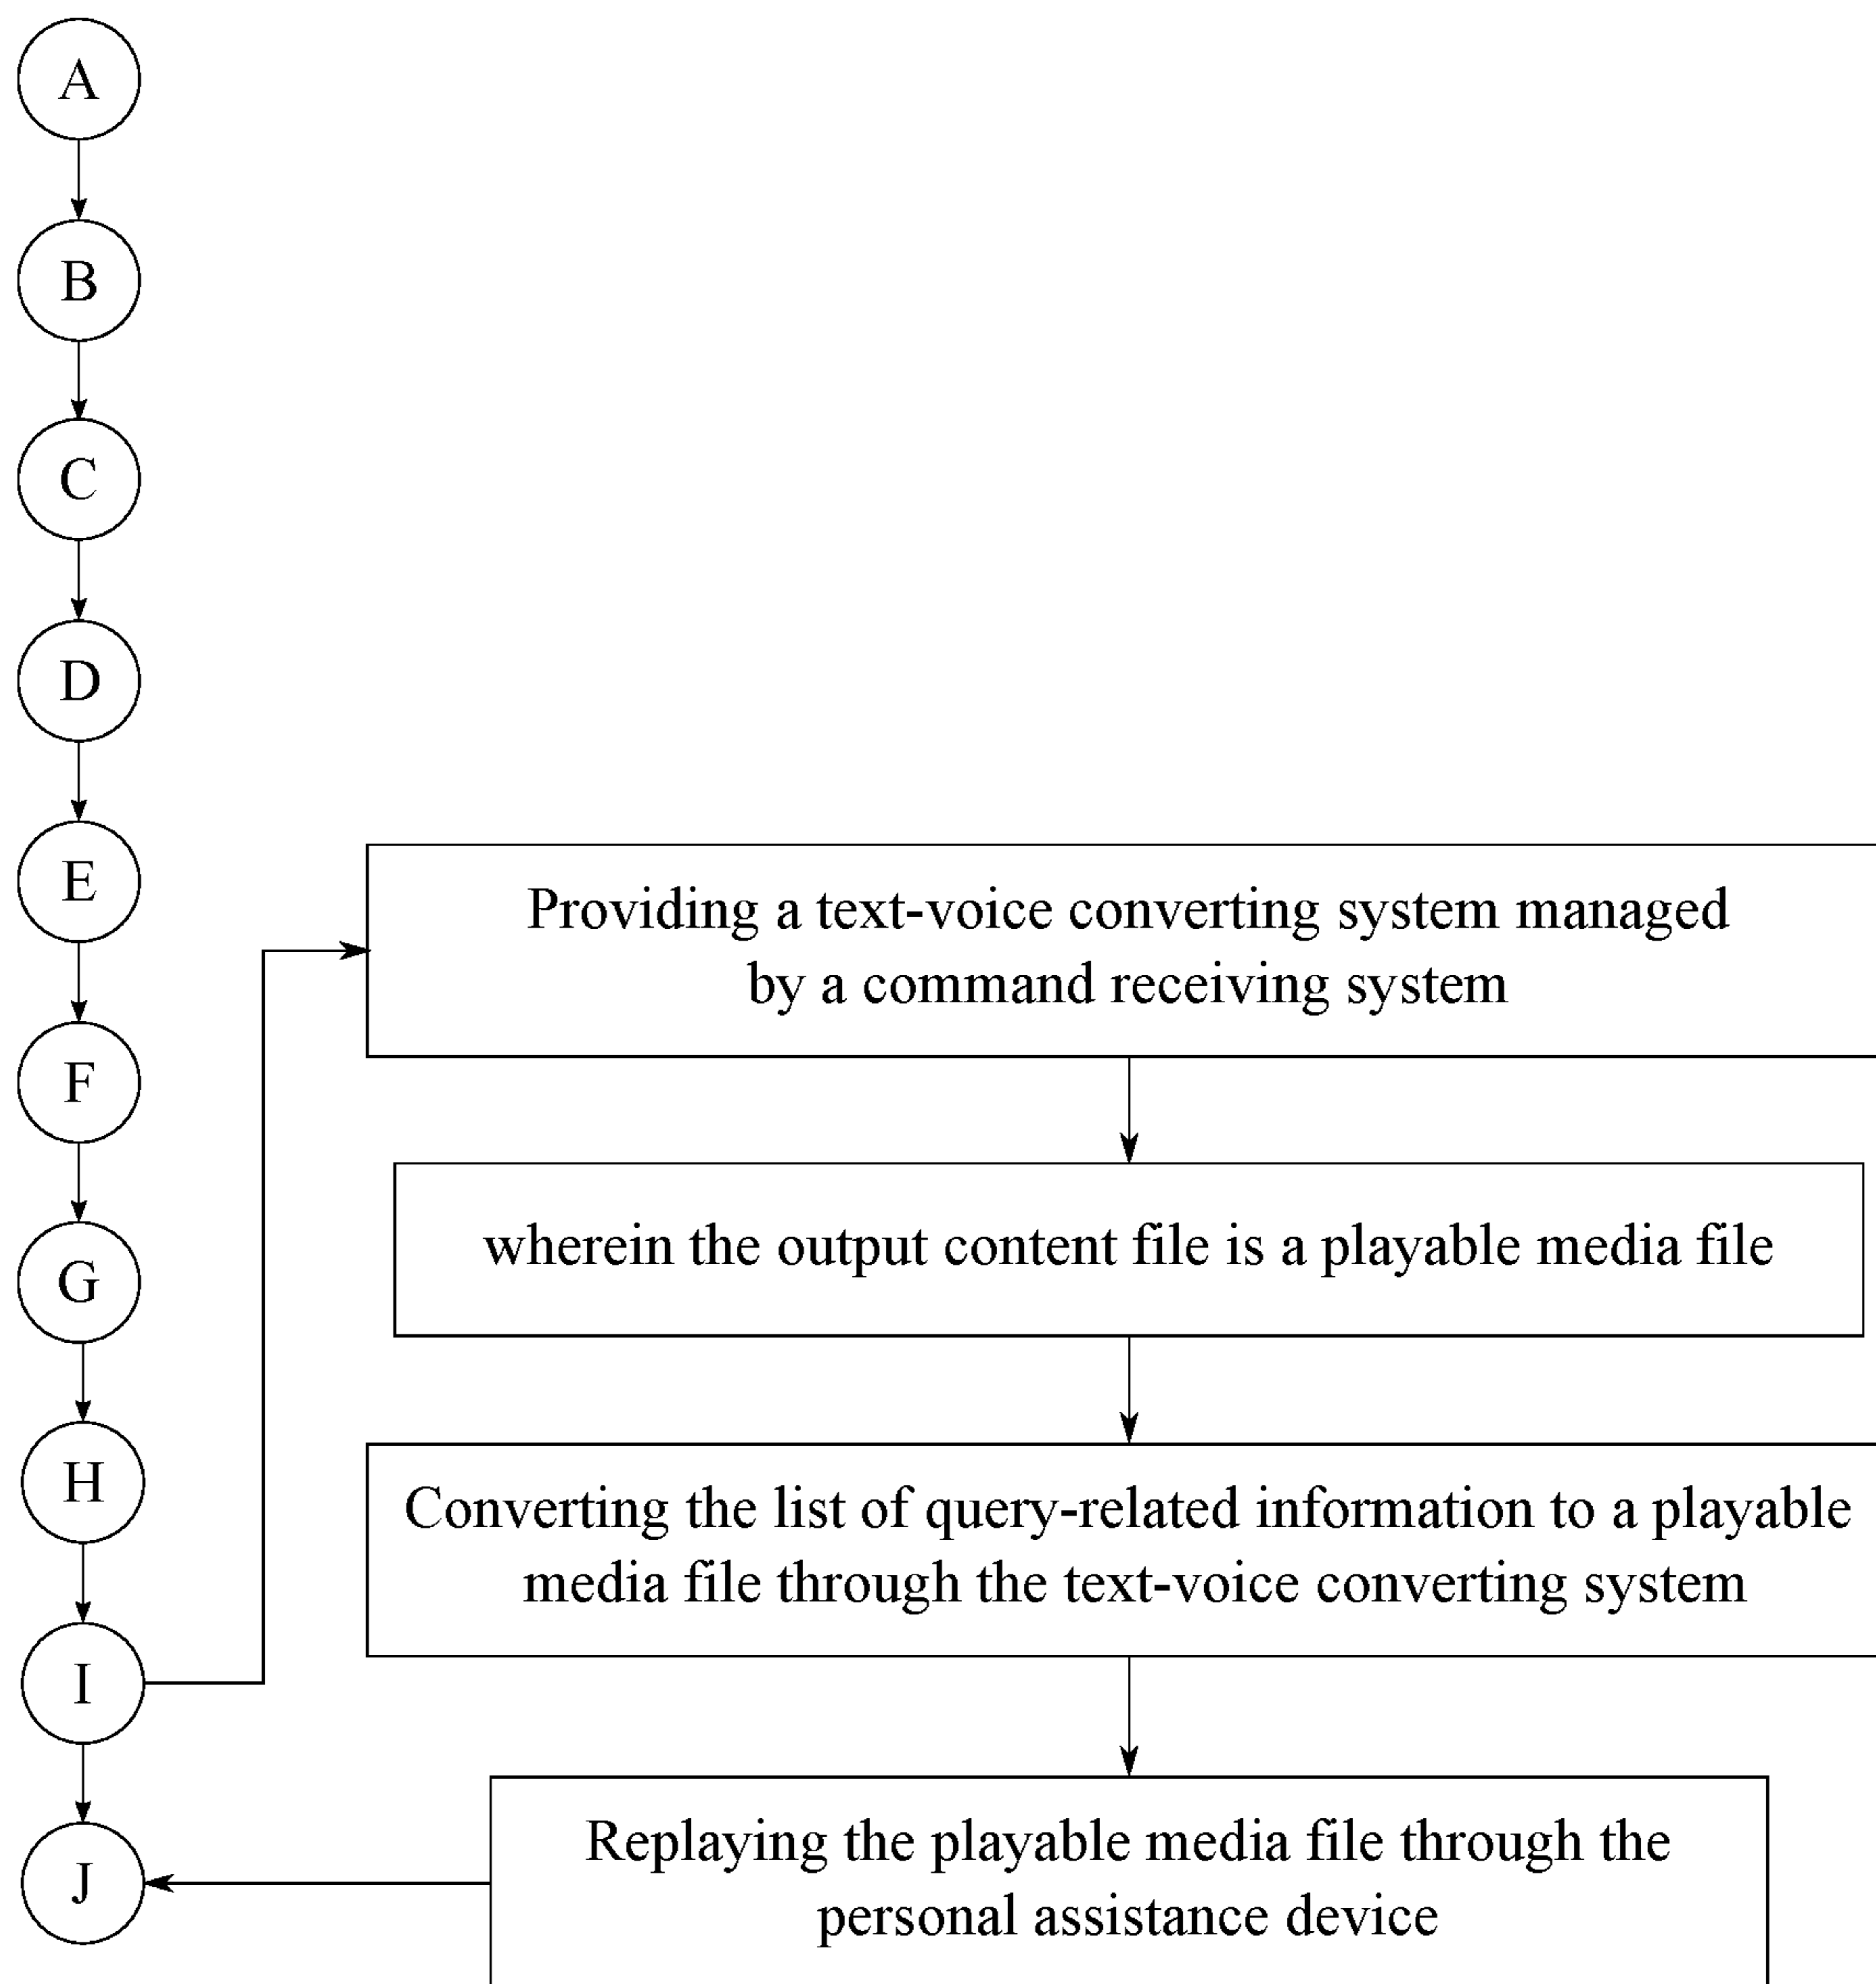 A
B
C
D
E
F
G
H
I
J
Providing a text-voice converting system managed
by a command receiving system
wherein the output content file is a playable media file
Converting the list of query-related information to a playable
media file through the text-voice converting system
Replaying the playable media file through the
personal assistance device